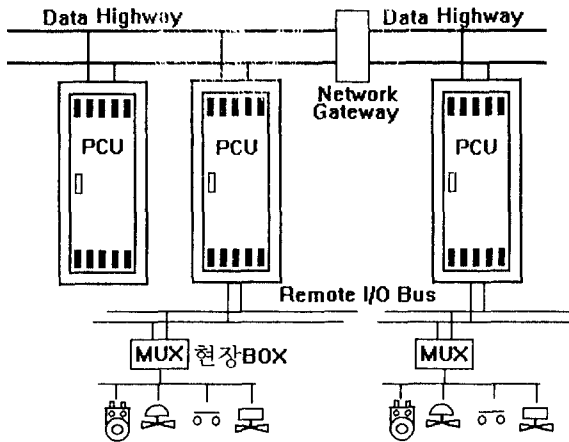 Data Highway
Data Highway
Network
Gateway
PCU
PCU
PCU
Remote I/O Bus
MUX
현장BOX
MUX